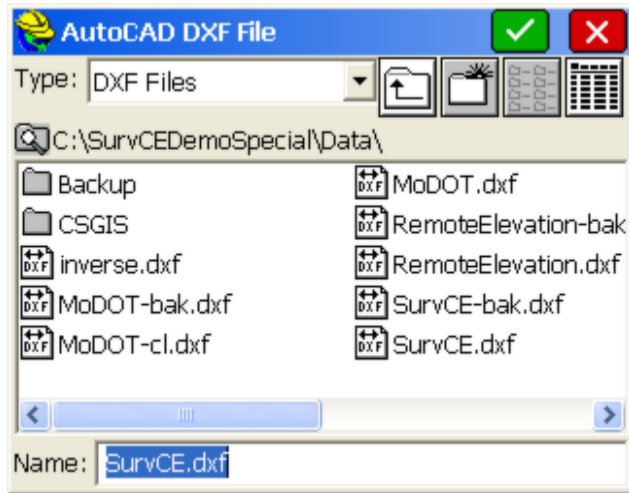 AutoCAD DXF File
Type: DXF Files
C:\SurvCEDemoSpecial\Data\
Backup
CSGIS
inverse.dxf
MoDOT-bak.dxf
MoDOT-cl.dxf
MoDOT.dxf
RemoteElevation-bak
RemoteElevation.dxf
SurvCE-bak.dxf
SurvCE.dxf
Name: SurvCE.dxf